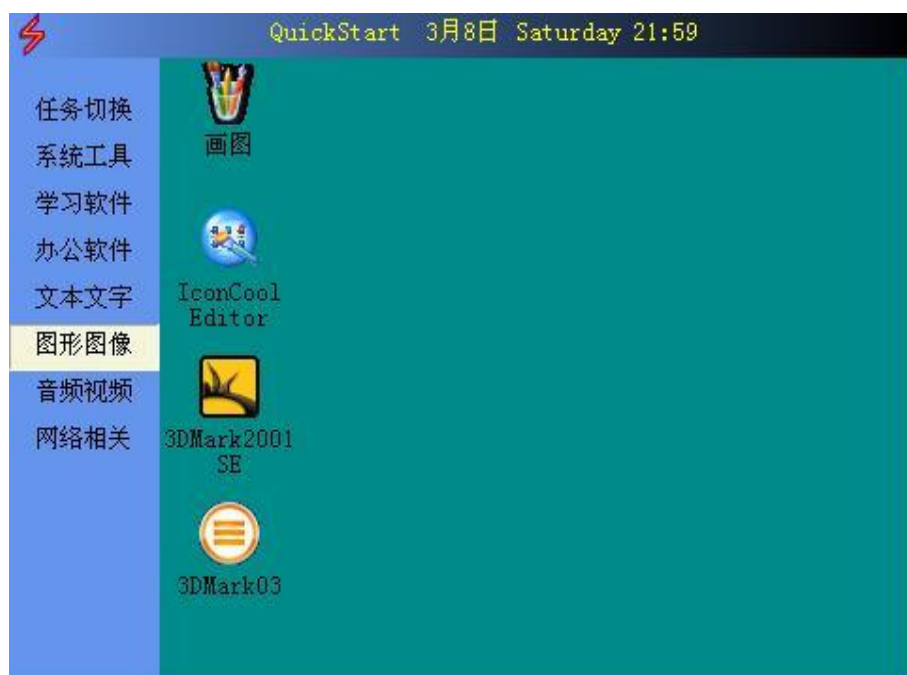 QuickStart 3月8日 Saturday 21:59
任务切换
系统工具
学习软件
办公软件
文本文字
图形图像
音频视频
网络相关
画图
IconCool
Editor
3DMark2001
SE
3DMark03